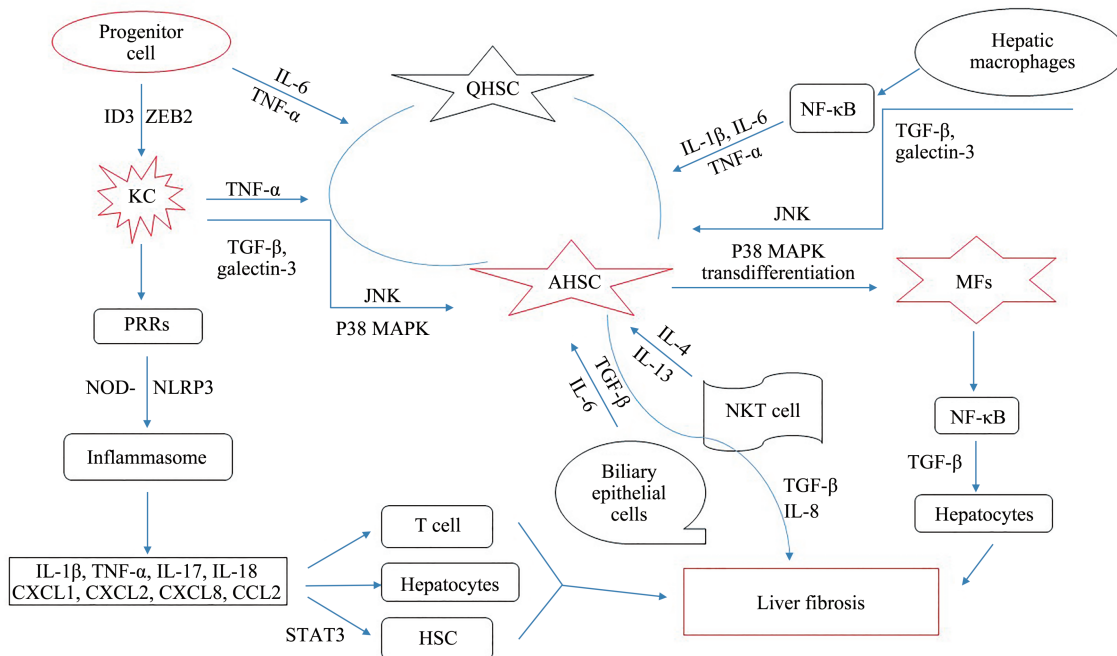 Progenitor
cell
IL-6
TNF-α
QHSC
Hepatic
macrophages
NF-κB
ID3
ZEB2
IL-1β, IL-6
TNF-α
TGF-β,
galectin-3
KC
TNF-α
JNK
TGF-β,
galectin-3
P38 MAPK
transdifferentiation
AHSC
MFs
JNK
P38 MAPK
PRRs
IL-4
IL-13
TGF-β
IL-6
NOD-
NLRP3
NKT cell
NF-κB
Inflammasome
Biliary
epithelial
cells
TGF-β
TGF-β
IL-8
T cell
Hepatocytes
IL-1β, TNF-α, IL-17, IL-18
CXCL1, CXCL2, CXCL8, CCL2
Hepatocytes
Liver fibrosis
STAT3
HSC